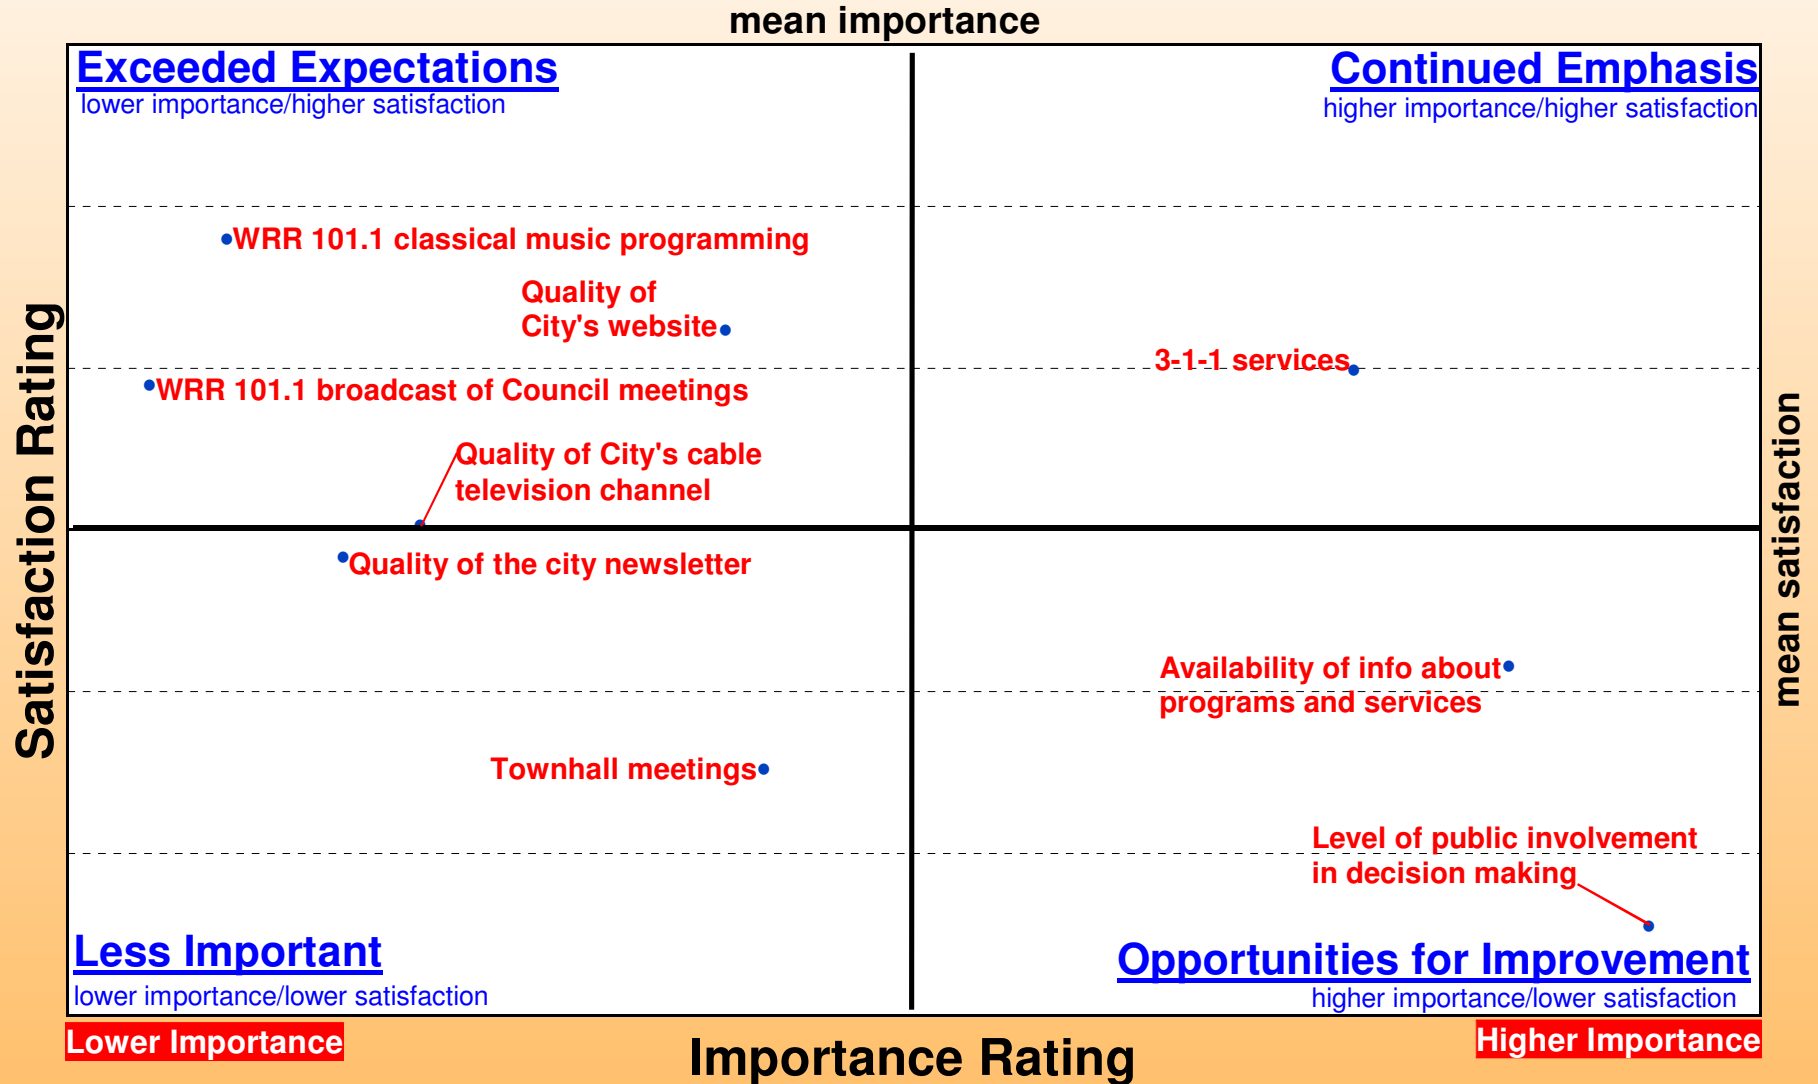 mean importance
Exceeded Expectations
lower importance/higher satisfaction
Continued Emphasis
higher importance/higher satisfaction
WRR 101.1 classical music programming
Quality of
City's website
3-1-1 services
WRR 101.1 broadcast of Council meetings
Quality of City's cable
television channel
Satisfaction Rating
mean satisfaction
Quality of the city newsletter
Availability of info about
programs and services
Townhall meetings
Level of public involvement
in decision making
Less Important
lower importance/lower satisfaction
Opportunities for Improvement
higher importance/lower satisfaction
Lower Importance
Importance Rating
Higher Importance